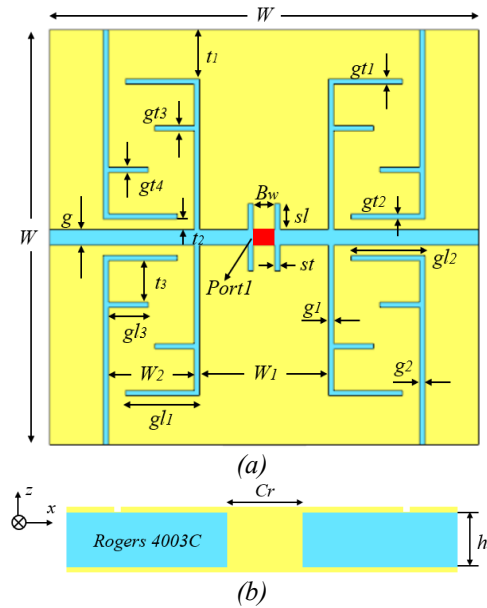 W
t1
gt1
gt3
gt4
Bw
sl
gt2
g
t2
W
Port1
st
gl2
t3
g1
gl3
g2
W2
W1
gl1
(a)
Cr
z
x
Rogers 4003C
h
(b)